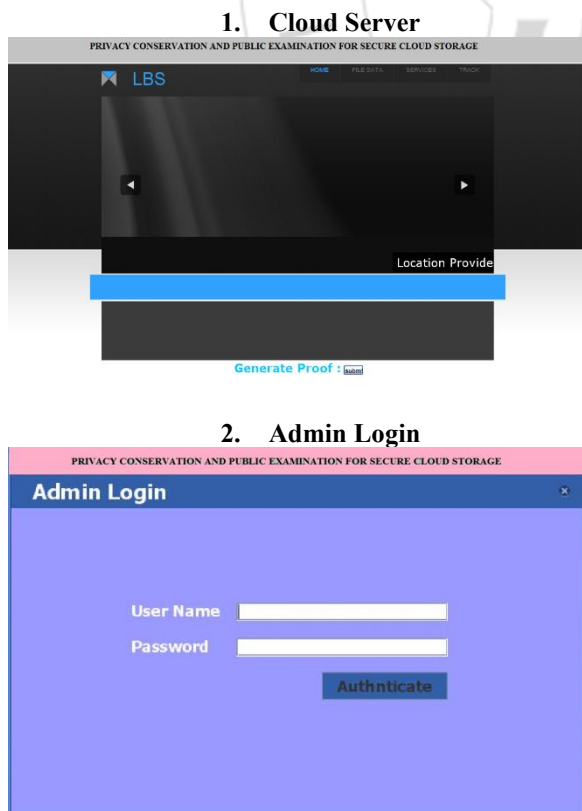 1. Cloud Server
PRIVACY CONSERVATION AND PUBLIC EXAMINATION FOR SECURE CLOUD STORAGE
LBS
HOME FILE DATA SERVICES TRACK
Location Provide
Generate Proof : submit
2. Admin Login
PRIVACY CONSERVATION AND PUBLIC EXAMINATION FOR SECURE CLOUD STORAGE
Admin Login
User Name
Password
Authnticate